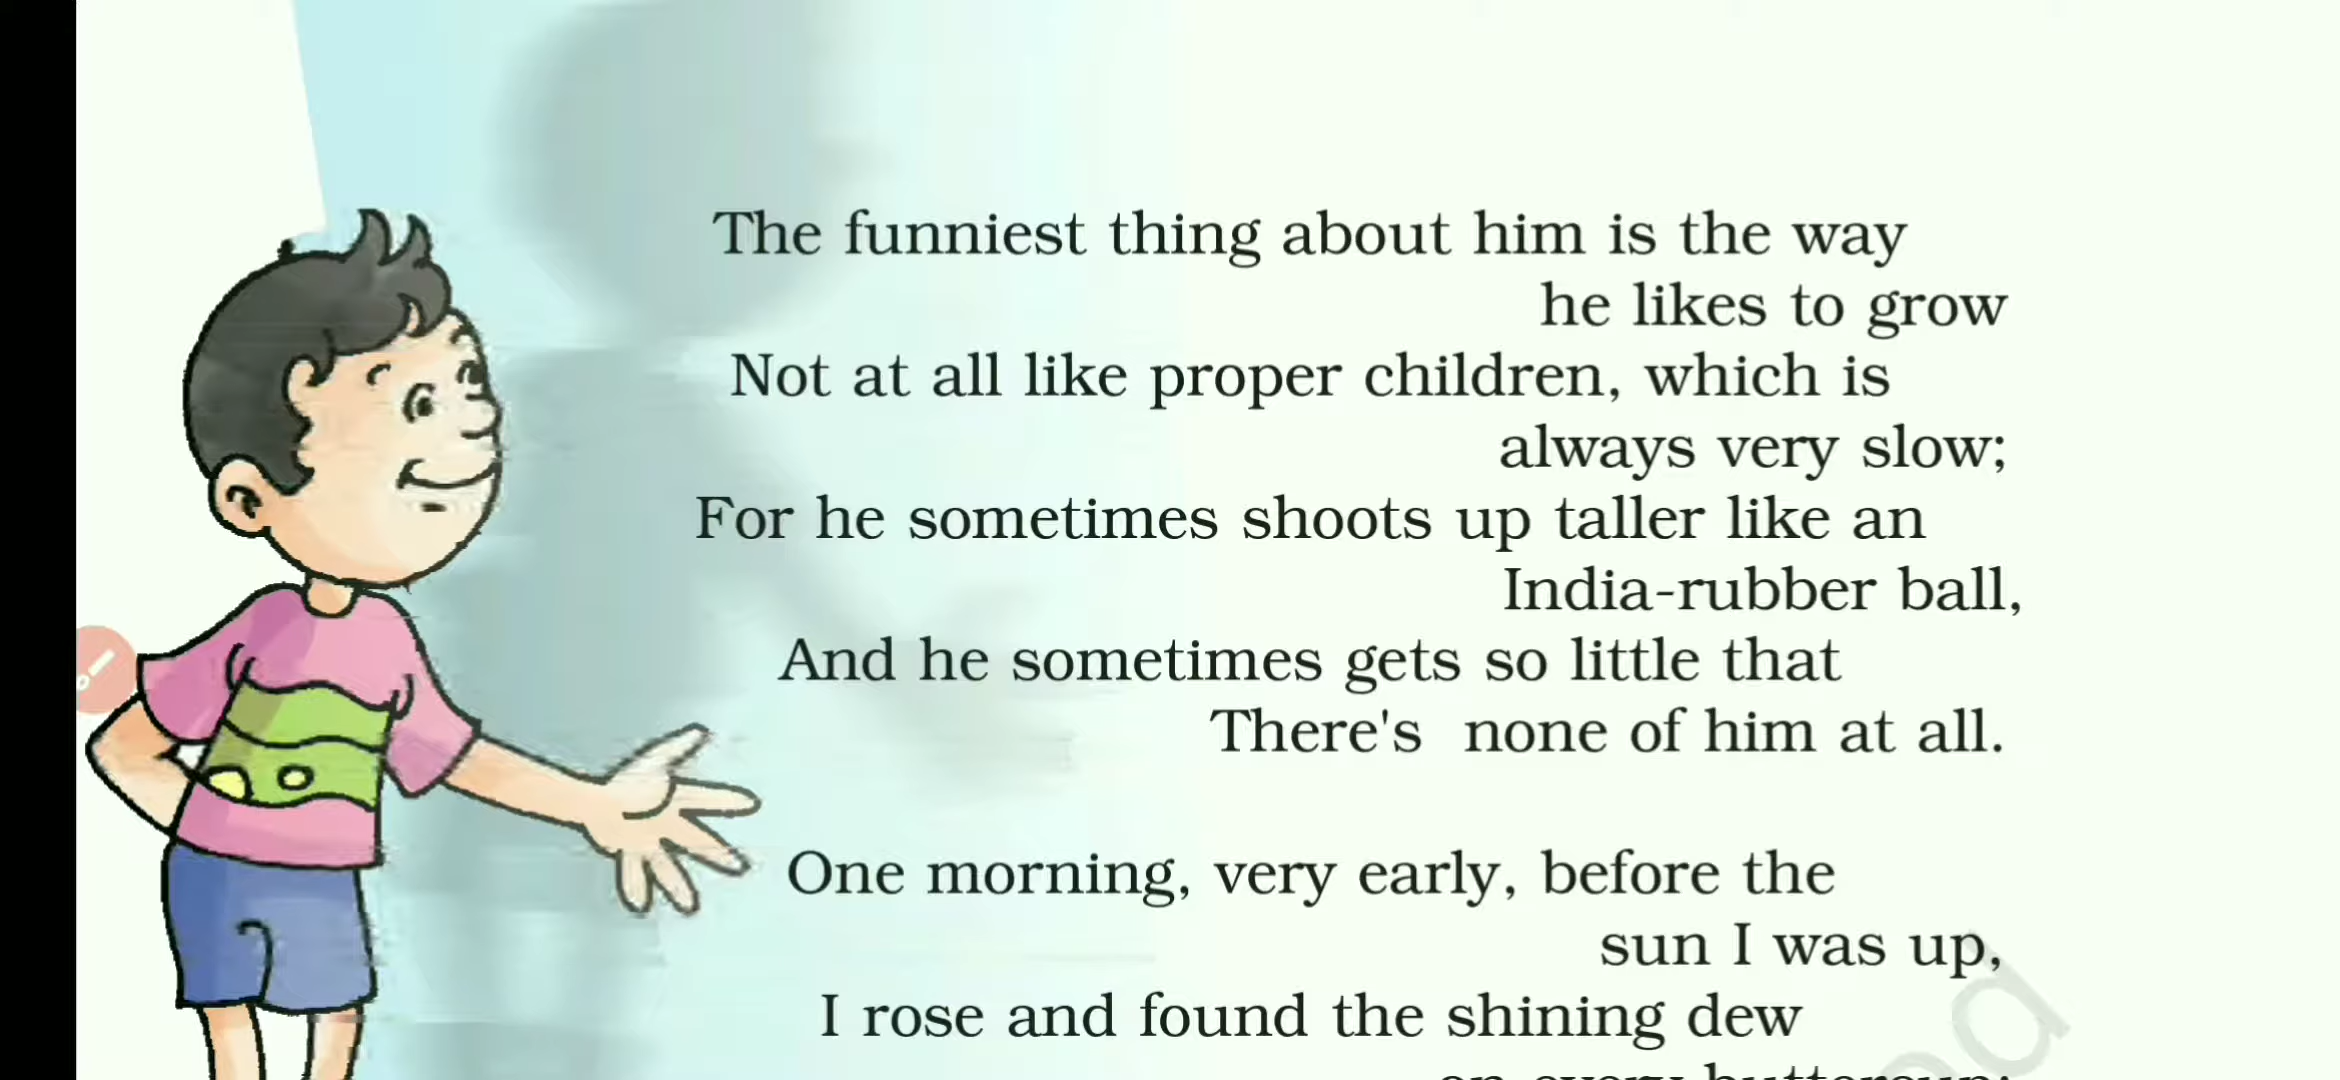 The funniest thing about him is the way
he likes to grow
Not at all like proper children, which is
always very slow;
For he sometimes shoots up taller like an
India-rubber ball,
And he sometimes gets so little that
There's none of him at all.
One morning, very early, before the
sun I was up,
I rose and found the shining dew
on every buttercup;